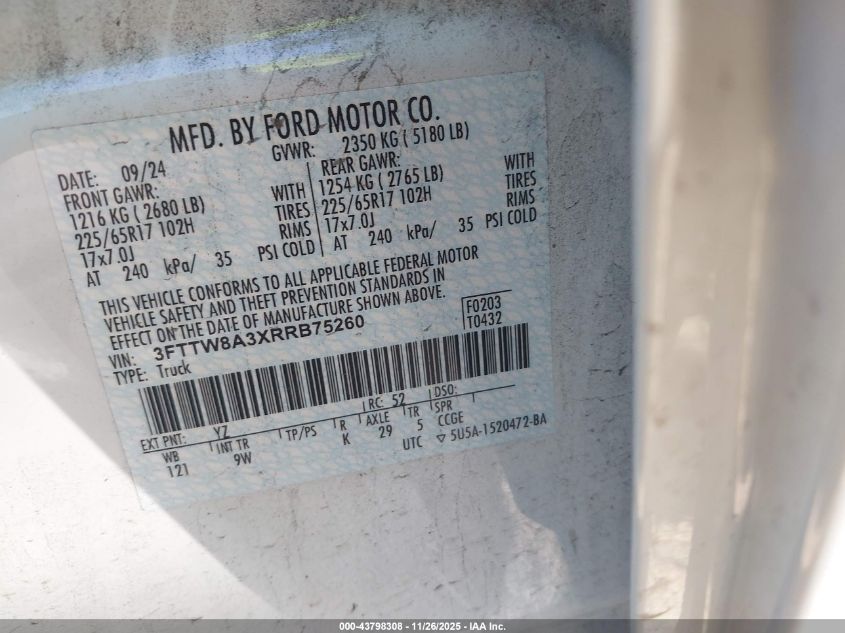 MFD. BY FORD MOTOR CO.
DATE: 09/24 GVWR: 2350 KG ( 5180 LB)
FRONT GAWR: REAR GAWR:
1216 KG ( 2680 LB) WITH 1254 KG ( 2765 LB) WITH
225/65R17 102H TIRES 225/65R17 102H TIRES
17x7.0J RIMS 17x7.0J RIMS
AT 240 kPa/ 35 PSI COLD AT 240 kPa/ 35 PSI COLD
THIS VEHICLE CONFORMS TO ALL APPLICABLE FEDERAL MOTOR
VEHICLE SAFETY AND THEFT PREVENTION STANDARDS IN
EFFECT ON THE DATE OF MANUFACTURE SHOWN ABOVE.
VIN: 3FTTW8A3XRRB75260 F0203
TYPE: Truck T0432
EXT PNT: YZ RC: 52 DSO:
WB INT TR TP/PS R AXLE TR SPR
121 9W K 29 5 CCGE
UTC ▽ 5U5A-1520472-BA
000-43798308 - 11/26/2025 - IAA Inc.